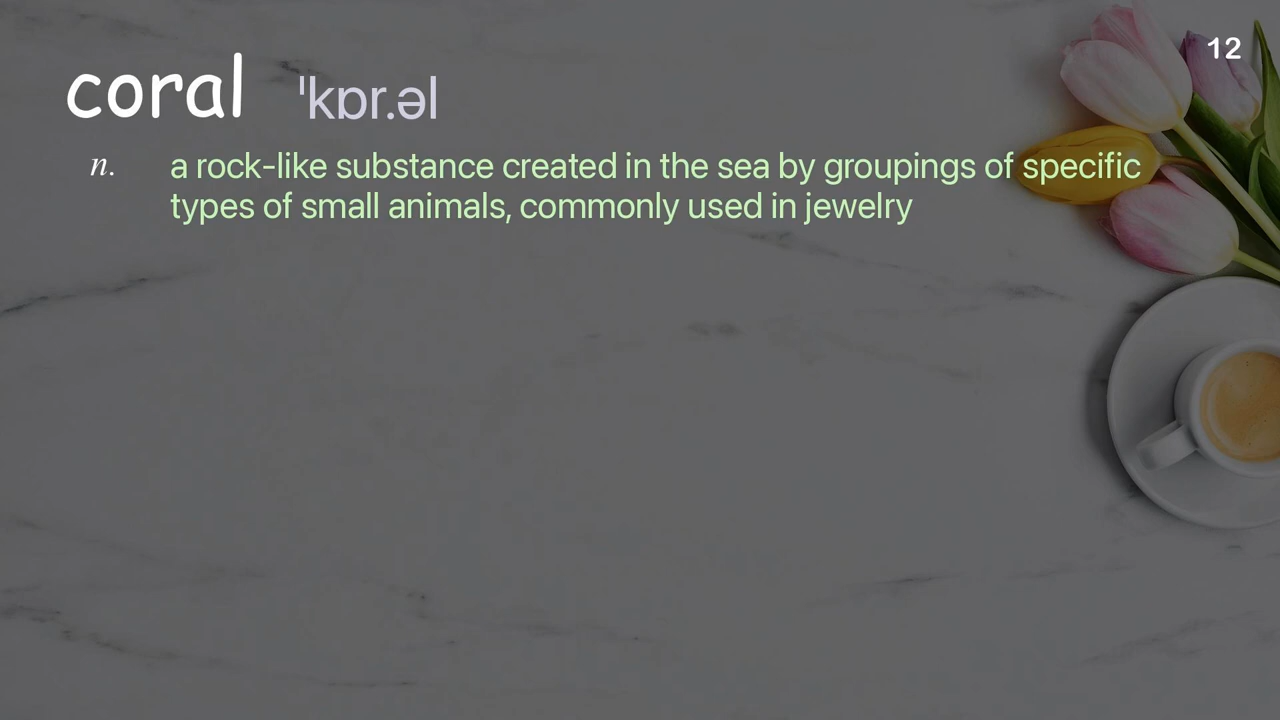 12
coral ˈkɒr.əl
n. a rock-like substance created in the sea by groupings of specific
types of small animals, commonly used in jewelry